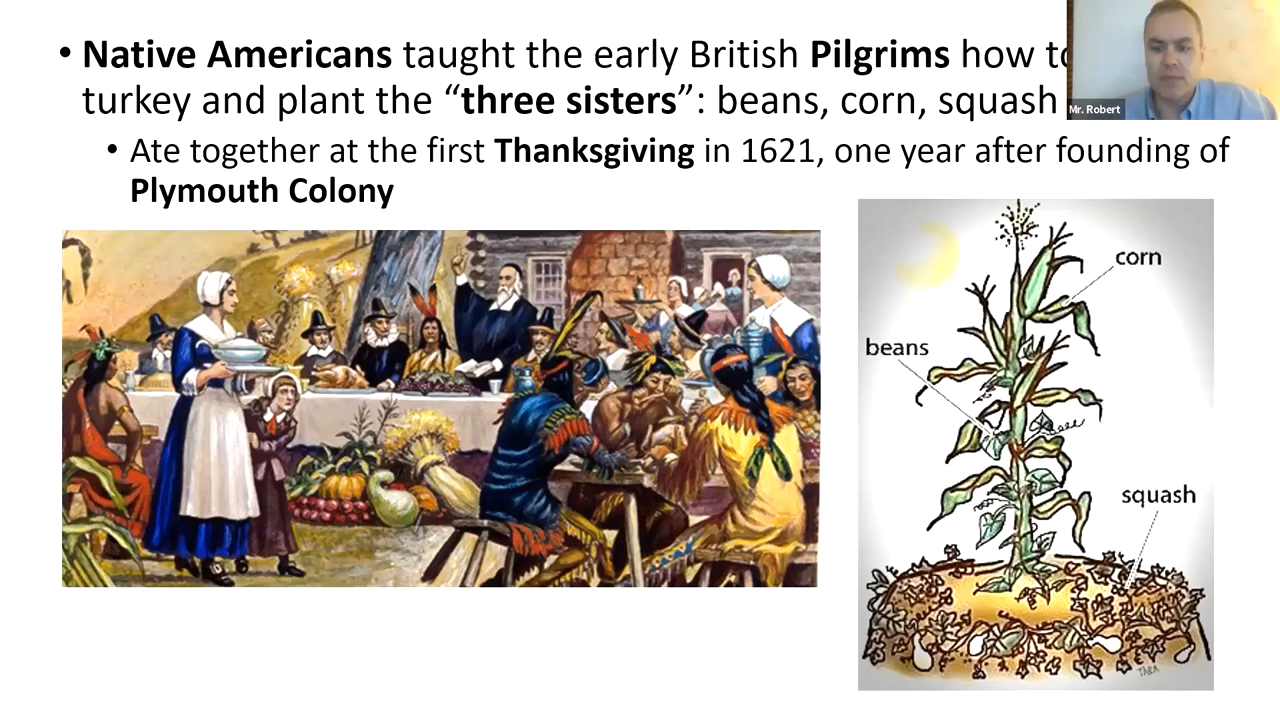 • Native Americans taught the early British Pilgrims how to
turkey and plant the “three sisters”: beans, corn, squash
• Ate together at the first Thanksgiving in 1621, one year after founding of
Plymouth Colony
Mr. Robert
corn
beans
squash
TARA